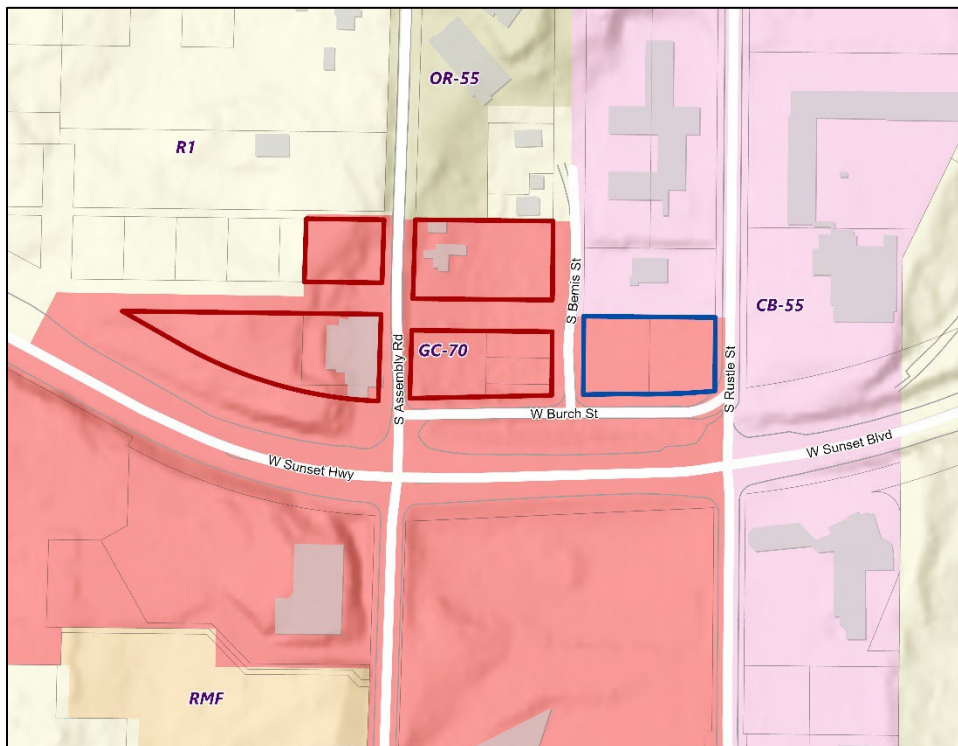 OR-55
R1
S Bemis St
CB-55
S Assembly Rd
GC-70
S Rustle St
W Burch St
W Sunset Hwy
W Sunset Blvd
RMF